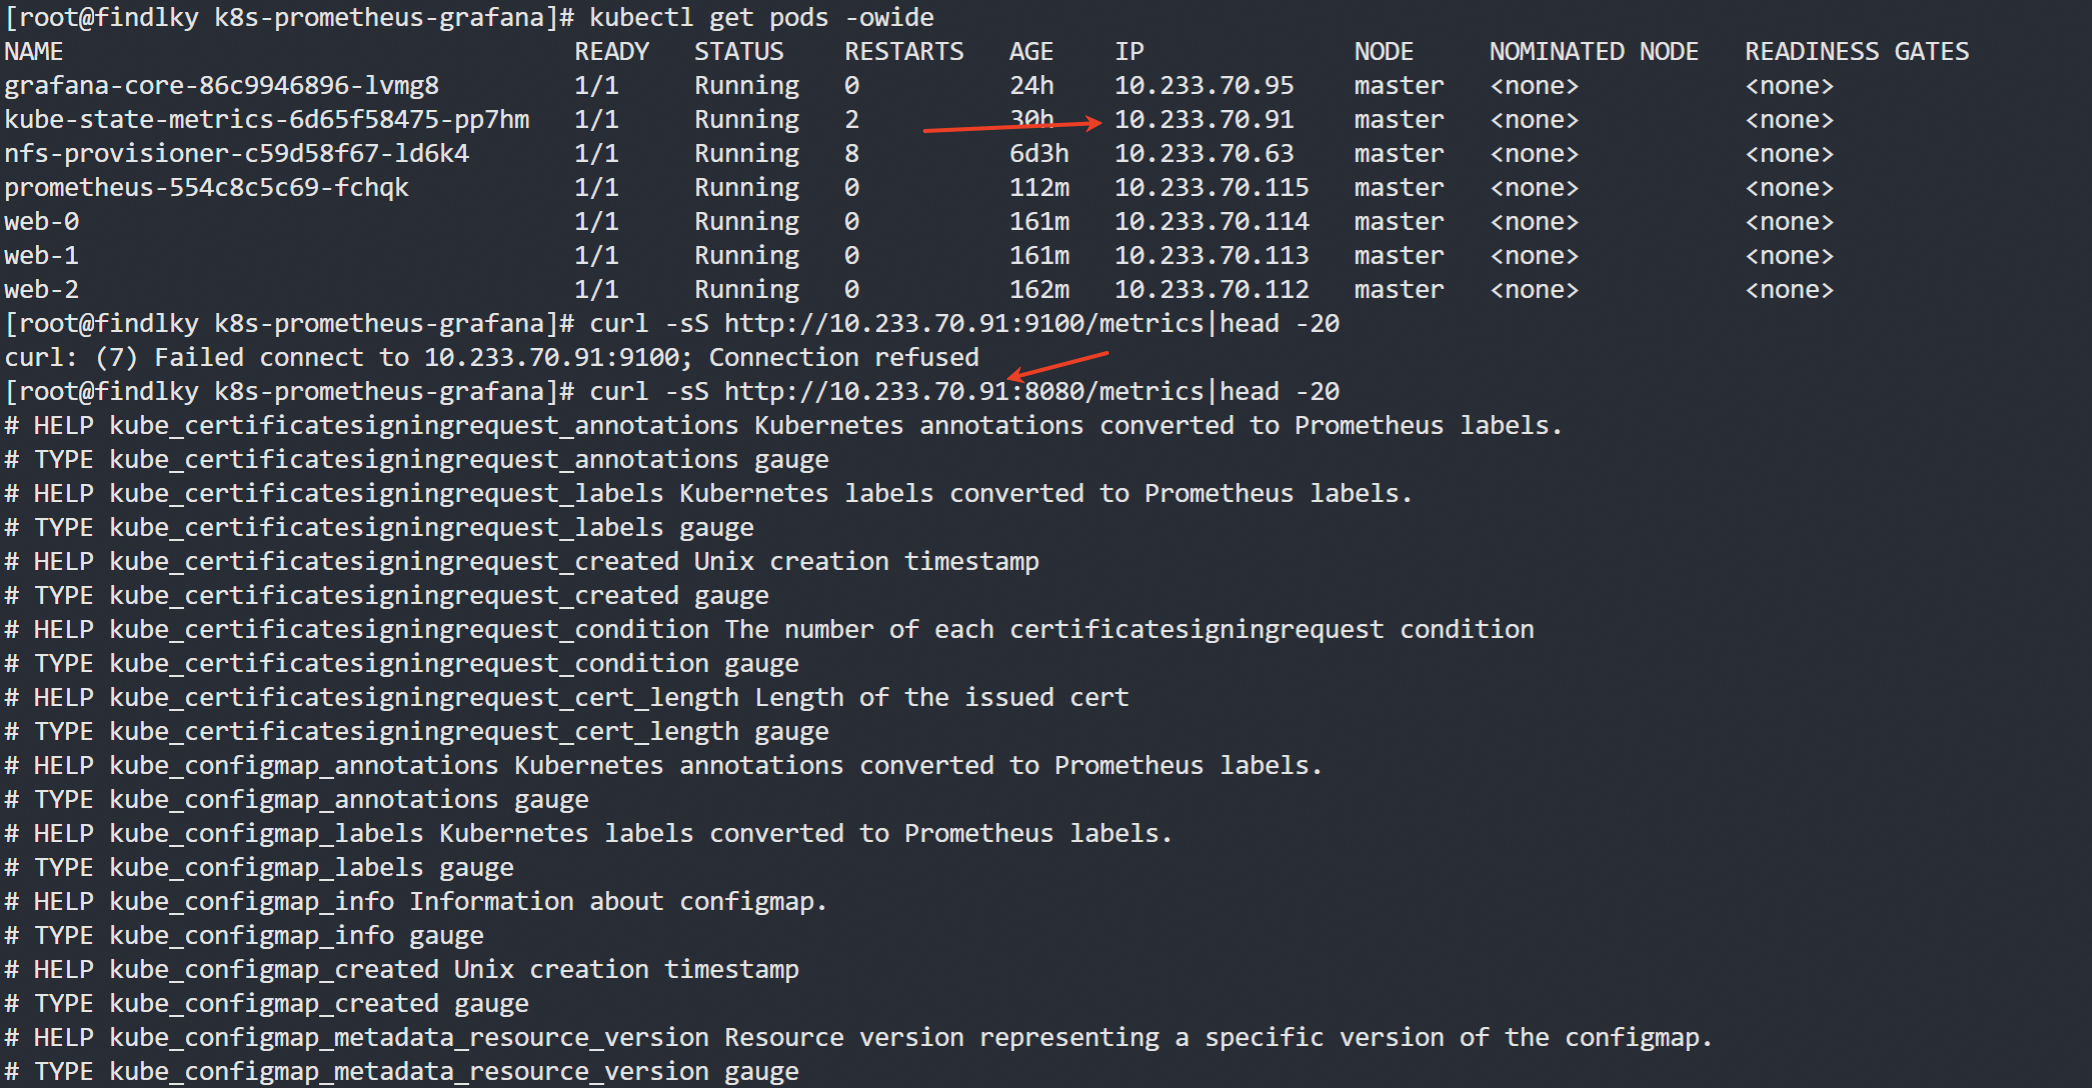 [root@findlky k8s-prometheus-grafana]# kubectl get pods -owide
NAME READY STATUS RESTARTS AGE IP NODE NOMINATED NODE READINESS GATES
grafana-core-86c9946896-lvmg8 1/1 Running 0 24h 10.233.70.95 master <none> <none>
kube-state-metrics-6d65f58475-pp7hm 1/1 Running 2 30h 10.233.70.91 master <none> <none>
nfs-provisioner-c59d58f67-ld6k4 1/1 Running 8 6d3h 10.233.70.63 master <none> <none>
prometheus-554c8c5c69-fchqk 1/1 Running 0 112m 10.233.70.115 master <none> <none>
web-0 1/1 Running 0 161m 10.233.70.114 master <none> <none>
web-1 1/1 Running 0 161m 10.233.70.113 master <none> <none>
web-2 1/1 Running 0 162m 10.233.70.112 master <none> <none>
[root@findlky k8s-prometheus-grafana]# curl -sS http://10.233.70.91:9100/metrics|head -20
curl: (7) Failed connect to 10.233.70.91:9100; Connection refused
[root@findlky k8s-prometheus-grafana]# curl -sS http://10.233.70.91:8080/metrics|head -20
# HELP kube_certificatesigningrequest_annotations Kubernetes annotations converted to Prometheus labels.
# TYPE kube_certificatesigningrequest_annotations gauge
# HELP kube_certificatesigningrequest_labels Kubernetes labels converted to Prometheus labels.
# TYPE kube_certificatesigningrequest_labels gauge
# HELP kube_certificatesigningrequest_created Unix creation timestamp
# TYPE kube_certificatesigningrequest_created gauge
# HELP kube_certificatesigningrequest_condition The number of each certificatesigningrequest condition
# TYPE kube_certificatesigningrequest_condition gauge
# HELP kube_certificatesigningrequest_cert_length Length of the issued cert
# TYPE kube_certificatesigningrequest_cert_length gauge
# HELP kube_configmap_annotations Kubernetes annotations converted to Prometheus labels.
# TYPE kube_configmap_annotations gauge
# HELP kube_configmap_labels Kubernetes labels converted to Prometheus labels.
# TYPE kube_configmap_labels gauge
# HELP kube_configmap_info Information about configmap.
# TYPE kube_configmap_info gauge
# HELP kube_configmap_created Unix creation timestamp
# TYPE kube_configmap_created gauge
# HELP kube_configmap_metadata_resource_version Resource version representing a specific version of the configmap.
# TYPE kube_configmap_metadata_resource_version gauge